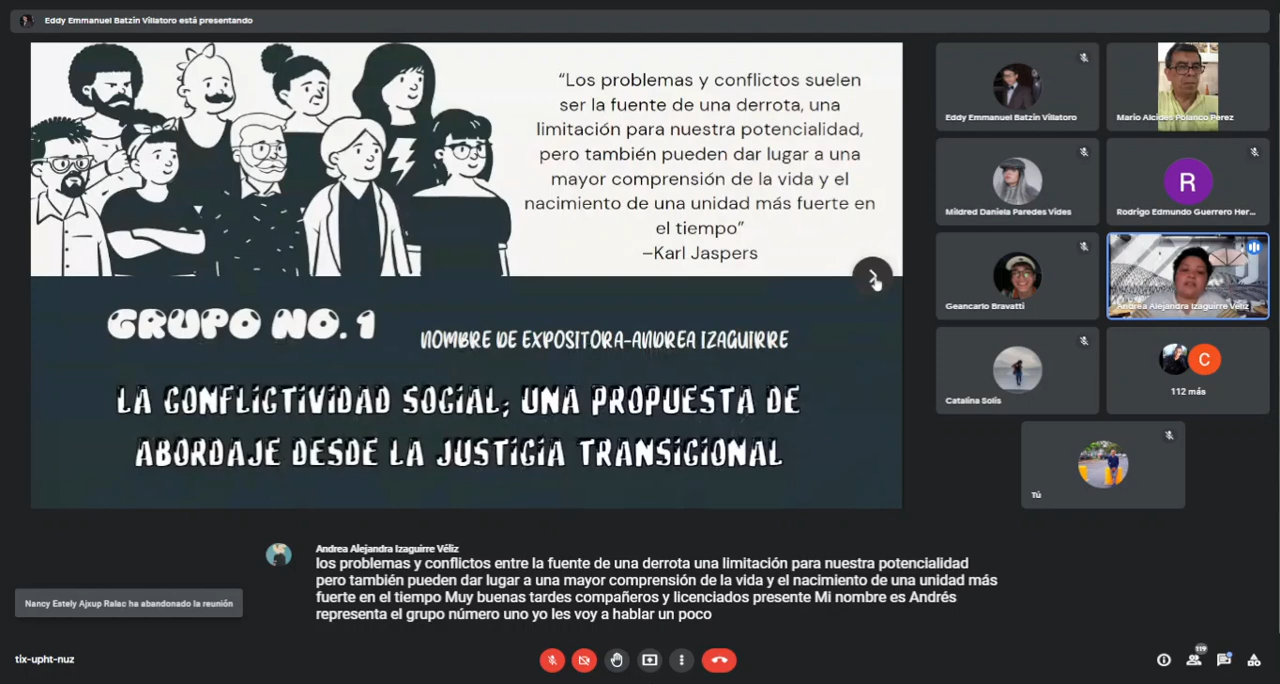 Eddy Emmanuel Batzín Villatoro está presentando
“Los problemas y conflictos suelen
ser la fuente de una derrota, una
limitación para nuestra potencialidad,
pero también pueden dar lugar a una
mayor comprensión de la vida y el
nacimiento de una unidad más fuerte en
el tiempo”
–Karl Jaspers
GRUPO NO. 1
NOMBRE DE EXPOSITORA-ANDREA IZAGUIRRE
LA CONFLICTIVIDAD SOCIAL; UNA PROPUESTA DE
ABORDAJE DESDE LA JUSTICIA TRANSICIONAL
Eddy Emmanuel Batzín Villatoro
Mario Alcides Polanco Perez
Mildred Daniela Paredes Vides
R
Rodrigo Edmundo Guerrero Her...
Geancarlo Bravatti
Andrea Alejandra Izaguirre Véliz
Catalina Solis
C
112 más
Tú
Andrea Alejandra Izaguirre Véliz
los problemas y conflictos entre la fuente de una derrota una limitación para nuestra potencialidad
pero también pueden dar lugar a una mayor comprensión de la vida y el nacimiento de una unidad más
fuerte en el tiempo Muy buenas tardes compañeros y licenciados presente Mi nombre es Andrés
representa el grupo número uno yo les voy a hablar un poco
Nancy Estely Ajxup Ralac ha abandonado la reunión
tix-upht-nuz
119